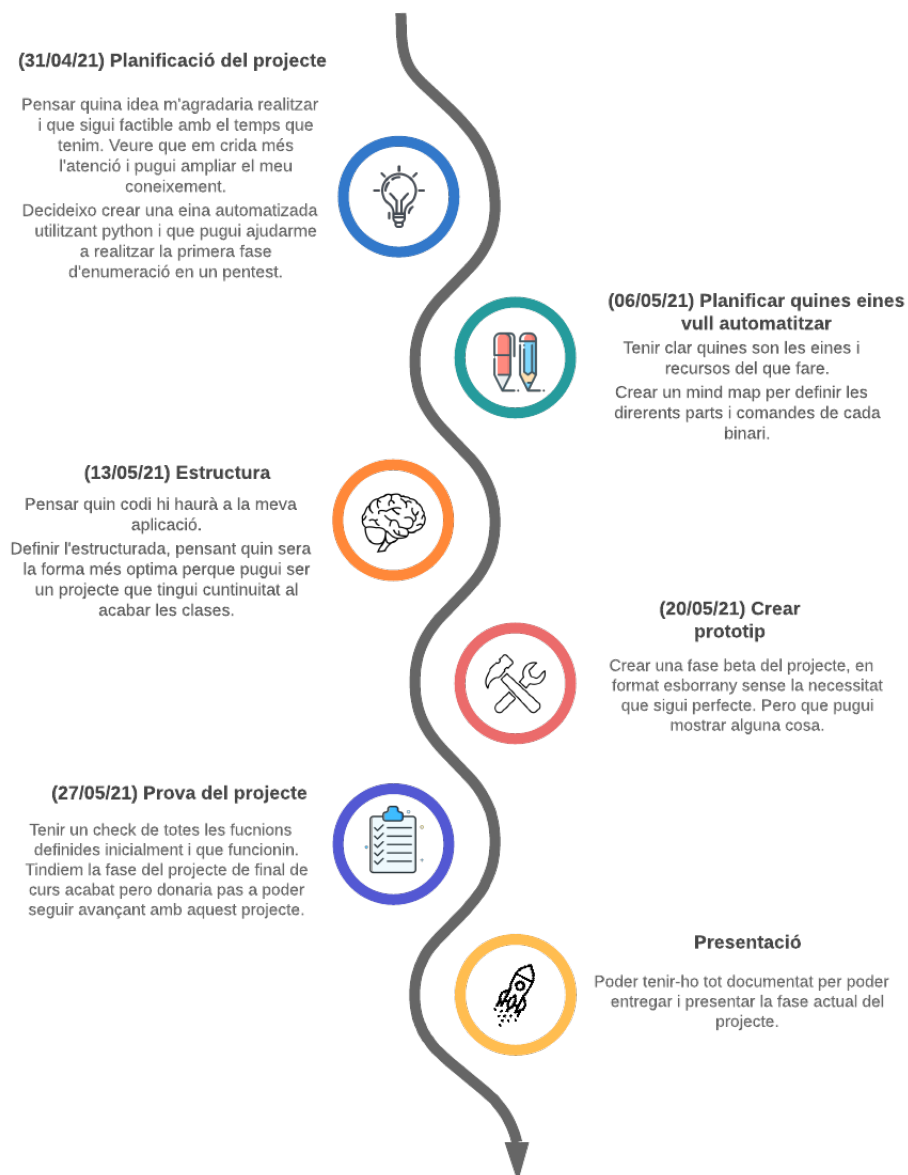 (31/04/21) Planificació del projecte
Pensar quina idea m'agradaria realitzar
i que sigui factible amb el temps que
tenim. Veure que em crida més
l'atenció i pugui ampliar el meu
coneixement.
Decideixo crear una eina automatizada
utilitzant python i que pugui ajudarme
a realitzar la primera fase
d'enumeració en un pentest.
(06/05/21) Planificar quines eines
vull automatitzar
Tenir clar quines son les eines i
recursos del que fare.
Crear un mind map per definir les
direrents parts i comandes de cada
binari.
(13/05/21) Estructura
Pensar quin codi hi haurà a la meva
aplicació.
Definir l'estructurada, pensant quin sera
la forma més optima perque pugui ser
un projecte que tingui cuntinuitat al
acabar les clases.
(20/05/21) Crear
prototip
Crear una fase beta del projecte, en
format esborrany sense la necessitat
que sigui perfecte. Pero que pugui
mostrar alguna cosa.
(27/05/21) Prova del projecte
Tenir un check de totes les fucnions
definides inicialment i que funcionin.
Tindiem la fase del projecte de final de
curs acabat pero donaria pas a poder
seguir avançant amb aquest projecte.
Presentació
Poder tenir-ho tot documentat per poder
entregar i presentar la fase actual del
projecte.